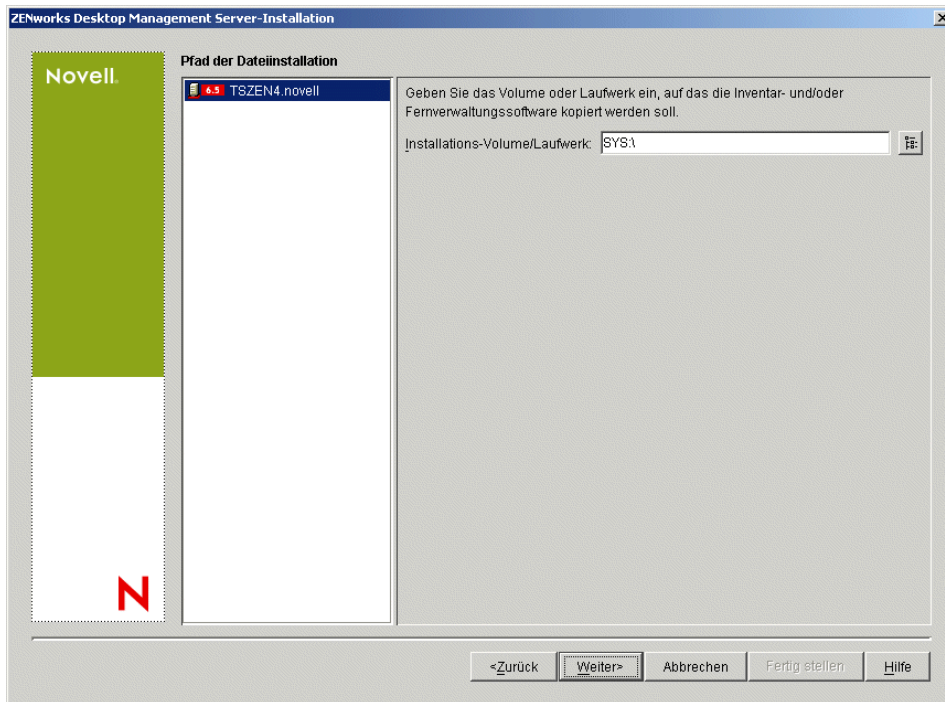 ZENworks Desktop Management Server-Installation
Novell.
Pfad der Dateiinstallation
6.5 TSZEN4.novell
Geben Sie das Volume oder Laufwerk ein, auf das die Inventar- und/oder
Fernverwaltungssoftware kopiert werden soll.
Installations-Volume/Laufwerk: SYS:\
N
<Zurück Weiter> Abbrechen Fertig stellen Hilfe